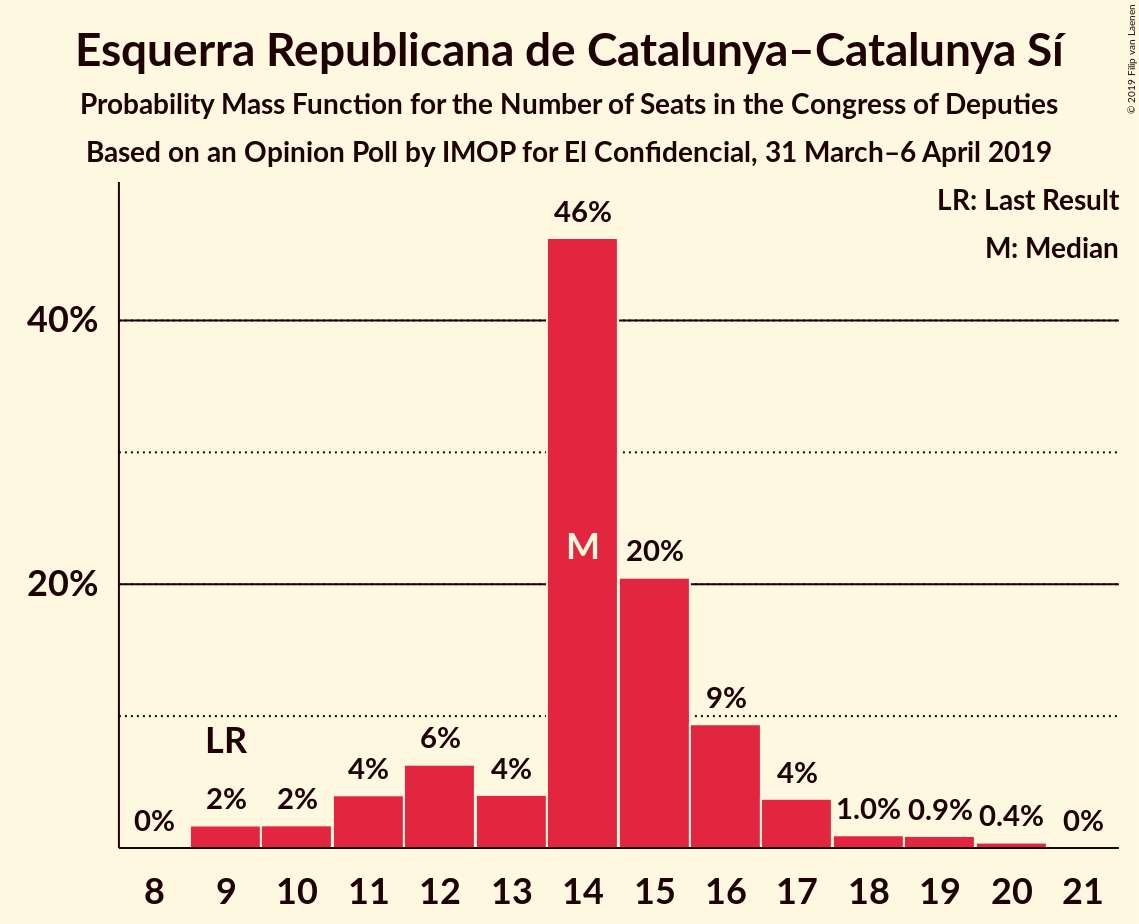 Esquerra Republicana de Catalunya–Catalunya Sí
Probability Mass Function for the Number of Seats in the Congress of Deputies
Based on an Opinion Poll by IMOP for El Confidencial, 31 March–6 April 2019
© 2019 Filip van Laenen
LR: Last Result
M: Median
46%
40%
M
20%
20%
9%
LR
6%
4%
4%
4%
2%
2%
0%
1.0%
0.9%
0.4%
0%
8 9 10 11 12 13 14 15 16 17 18 19 20 21